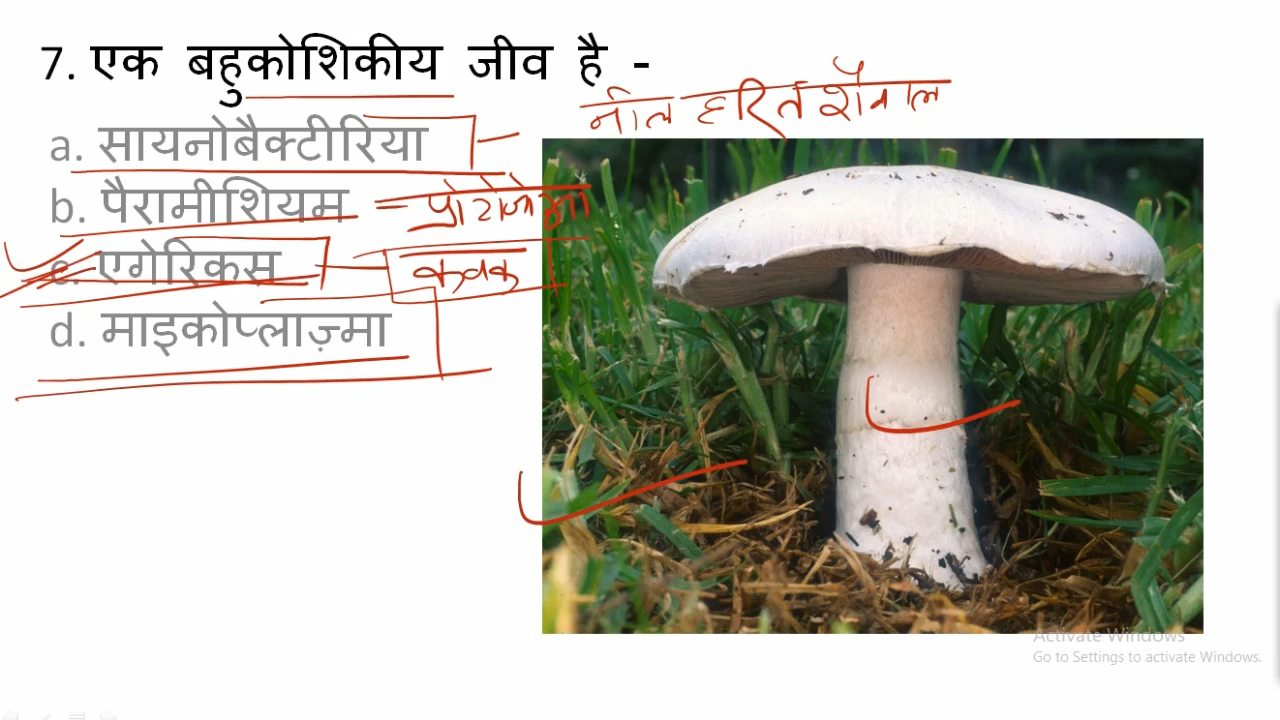 7. एक बहुकोशिकीय जीव है -
नील हरित शैवाल
a. सायनोबैक्टीरिया -
b. पैरामीशियम = प्रोटोजोआ
c. एगेरिकस - कवक
d. माइकोप्लाज़्मा
Activate Windows
Go to Settings to activate Windows.